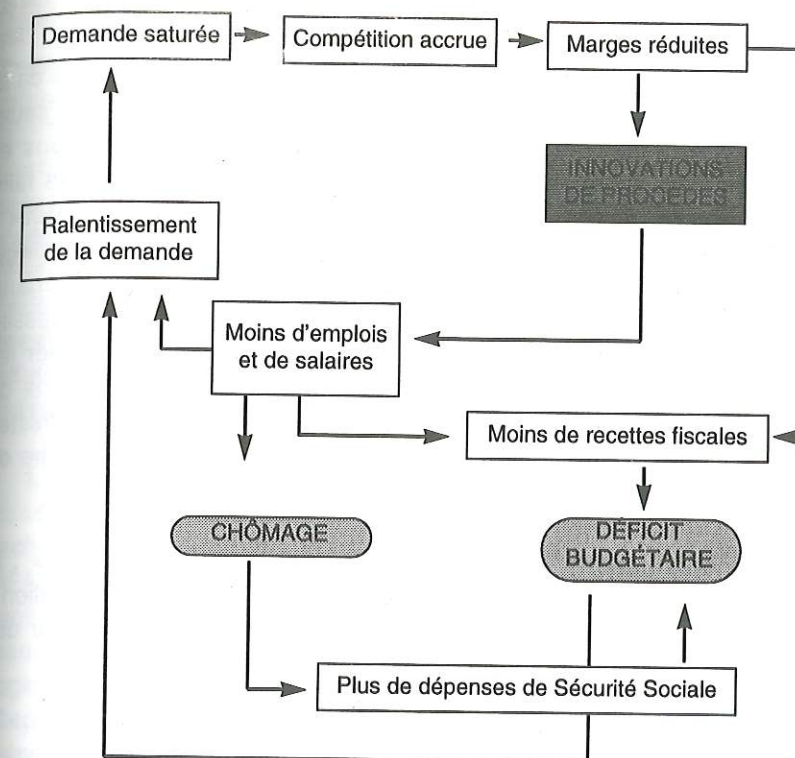 Demande saturée
Compétition accrue
Marges réduites
INNOVATIONS
DE PROCEDES
Ralentissement
de la demande
Moins d'emplois
et de salaires
Moins de recettes fiscales
CHÔMAGE
DÉFICIT
BUDGÉTAIRE
Plus de dépenses de Sécurité Sociale